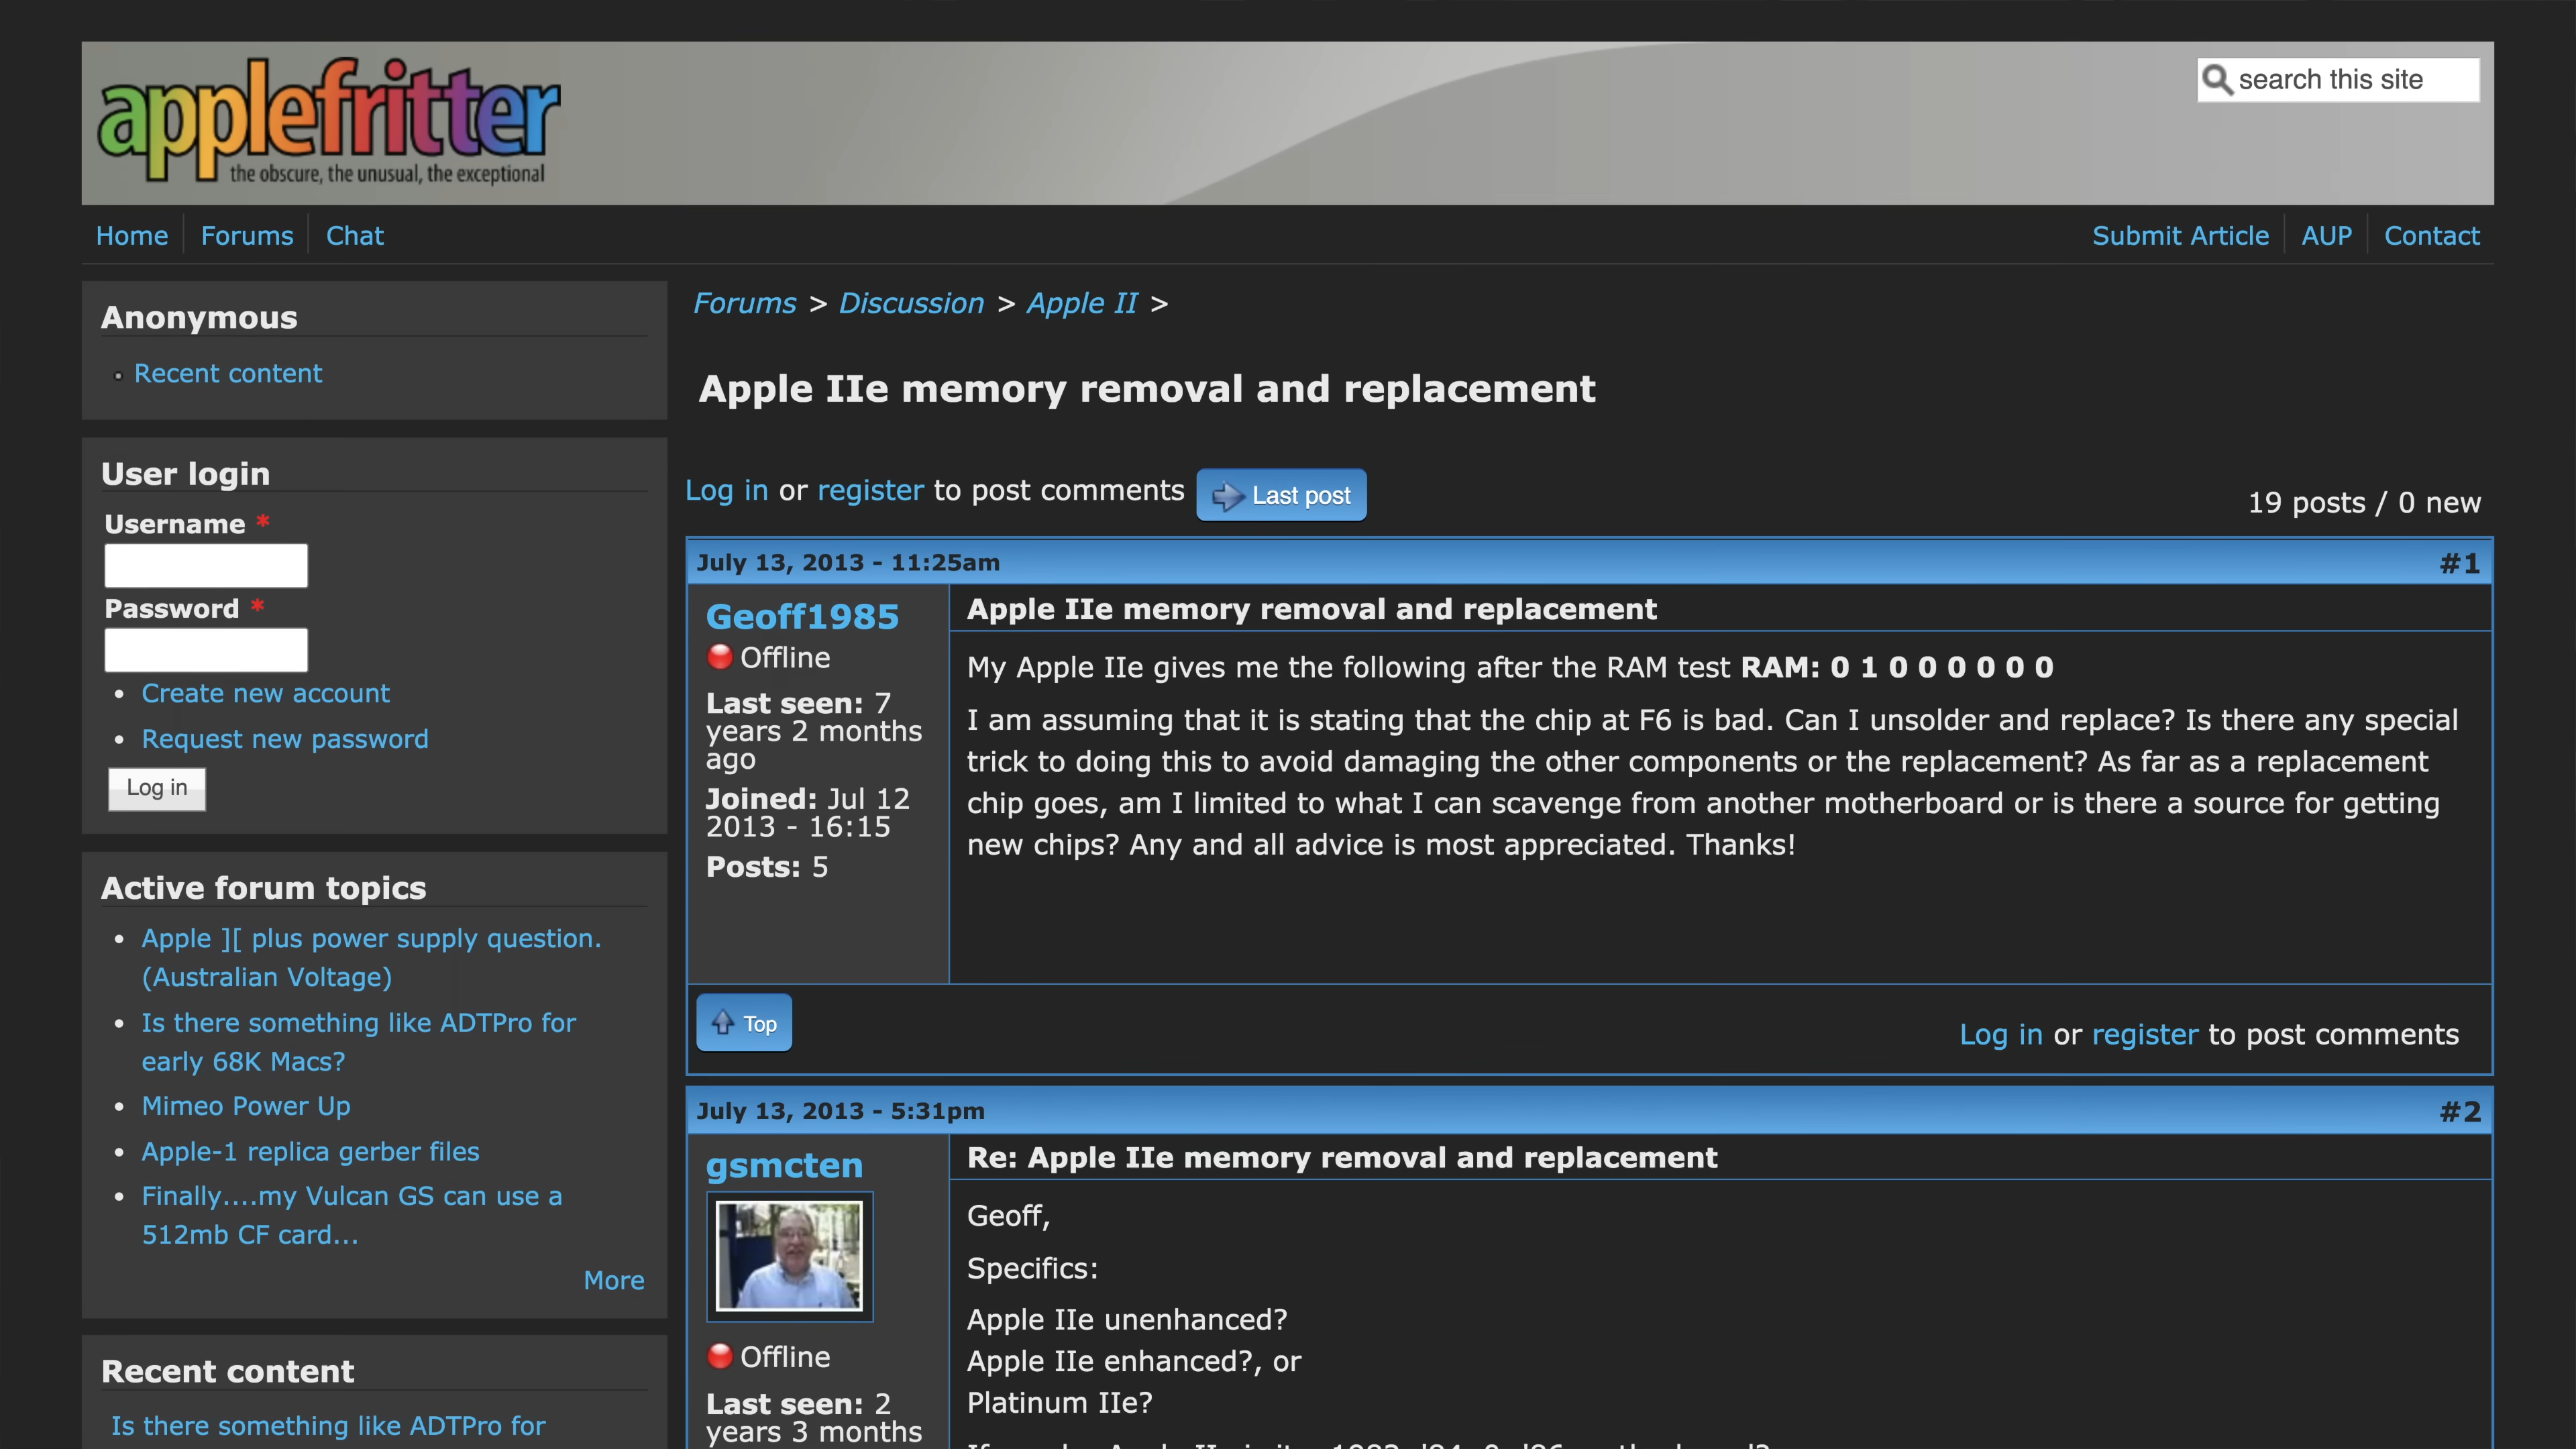 applefritter
the obscure, the unusual, the exceptional
search this site
Home
Forums
Chat
Submit Article
AUP
Contact
Anonymous
Recent content
User login
Username *
Password *
Create new account
Request new password
Log in
Active forum topics
Apple ][ plus power supply question.
(Australian Voltage)
Is there something like ADTPro for
early 68K Macs?
Mimeo Power Up
Apple-1 replica gerber files
Finally....my Vulcan GS can use a
512mb CF card...
More
Recent content
Is there something like ADTPro for
Forums > Discussion > Apple II >
Apple IIe memory removal and replacement
Log in or register to post comments
Last post
19 posts / 0 new
July 13, 2013 - 11:25am
#1
Geoff1985
Offline
Last seen: 7
years 2 months
ago
Joined: Jul 12
2013 - 16:15
Posts: 5
Apple IIe memory removal and replacement
My Apple IIe gives me the following after the RAM test RAM: 0 1 0 0 0 0 0 0
I am assuming that it is stating that the chip at F6 is bad. Can I unsolder and replace? Is there any special
trick to doing this to avoid damaging the other components or the replacement? As far as a replacement
chip goes, am I limited to what I can scavenge from another motherboard or is there a source for getting
new chips? Any and all advice is most appreciated. Thanks!
Top
Log in or register to post comments
July 13, 2013 - 5:31pm
#2
gsmcten
Offline
Last seen: 2
years 3 months
Re: Apple IIe memory removal and replacement
Geoff,
Specifics:
Apple IIe unenhanced?
Apple IIe enhanced?, or
Platinum IIe?